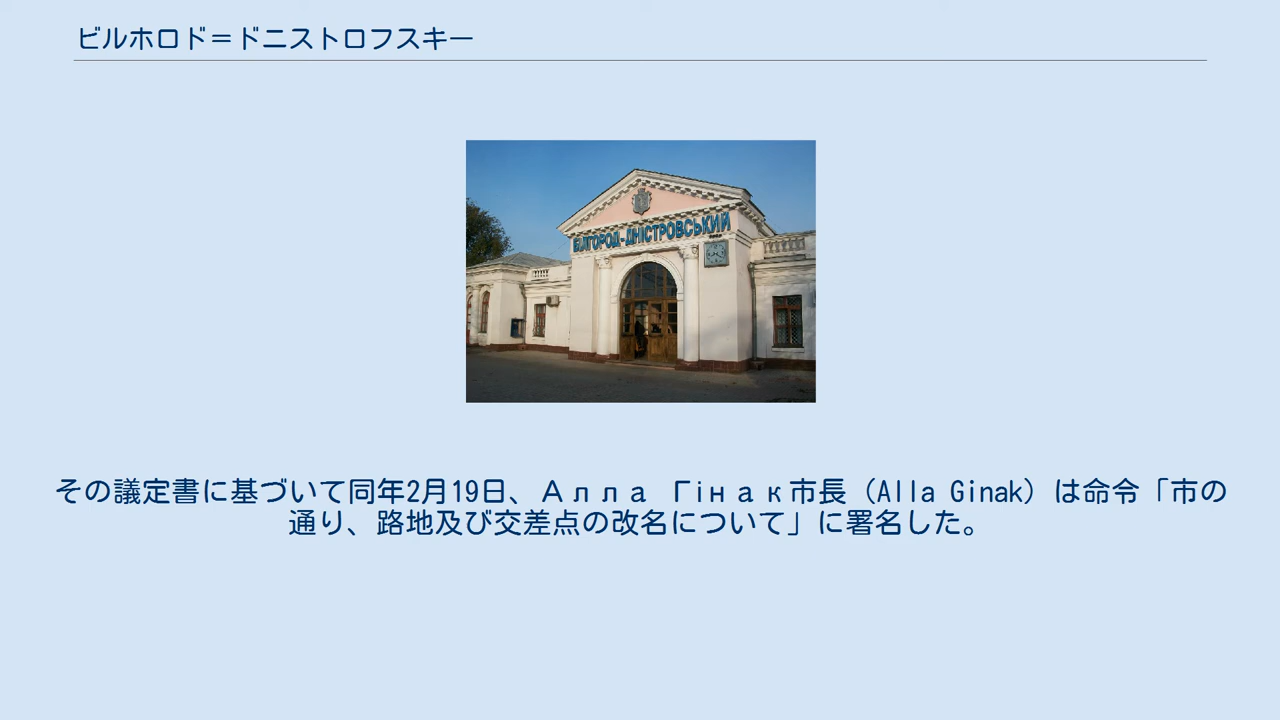 ビルホロド＝ドニストロフスキー
БІЛГОРОД-ДНІСТРОВСЬКИЙ
その議定書に基づいて同年2月19日、Алла Гінак市長（Alla Ginak）は命令「市の
通り、路地及び交差点の改名について」に署名した。